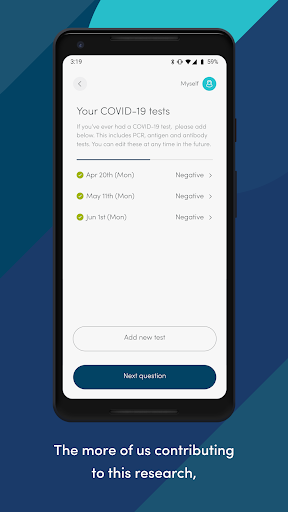 3:19
59%
Myself
Your COVID-19 tests
If you've ever had a COVID-19 test, please add
below. This includes PCR, antigen and antibody
tests. You can edit these at any time in the future.
Apr 20th (Mon) Negative
May 11th (Mon) Negative
Jun 1st (Mon) Negative
Add new test
Next question
The more of us contributing
to this research,